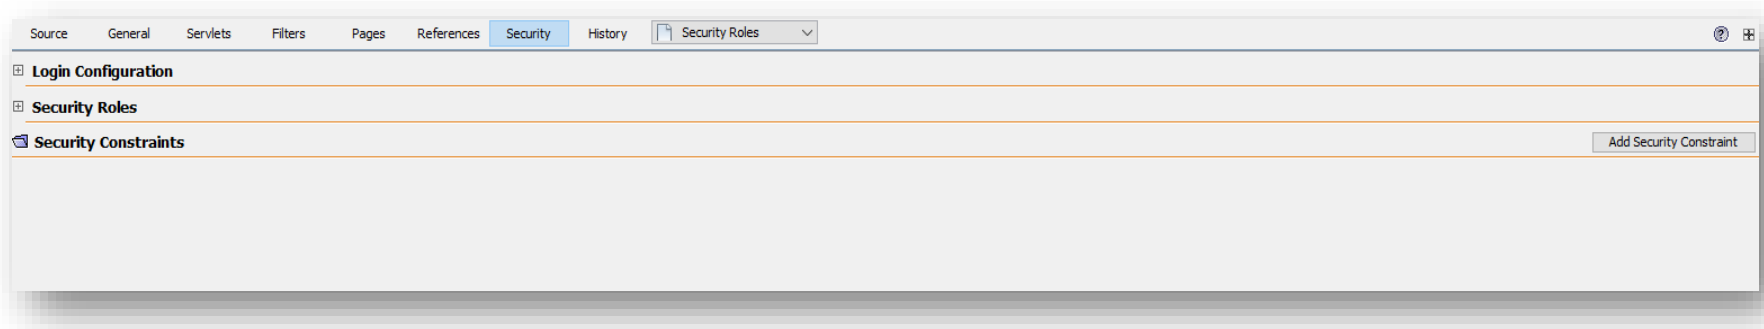 Source General Servlets Filters Pages References Security History Security Roles
Login Configuration
Security Roles
Security Constraints Add Security Constraint